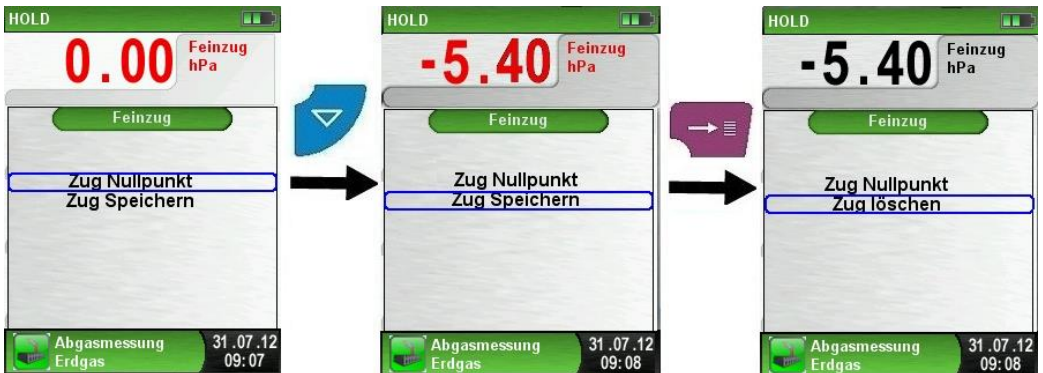 HOLD
0.00 Feinzug
hPa
Feinzug
Zug Nullpunkt
Zug Speichern
Abgasmessung
Erdgas
31.07.12
09:07
HOLD
-5.40 Feinzug
hPa
Feinzug
Zug Nullpunkt
Zug Speichern
Abgasmessung
Erdgas
31.07.12
09:08
HOLD
-5.40 Feinzug
hPa
Feinzug
Zug Nullpunkt
Zug löschen
Abgasmessung
Erdgas
31.07.12
09:08